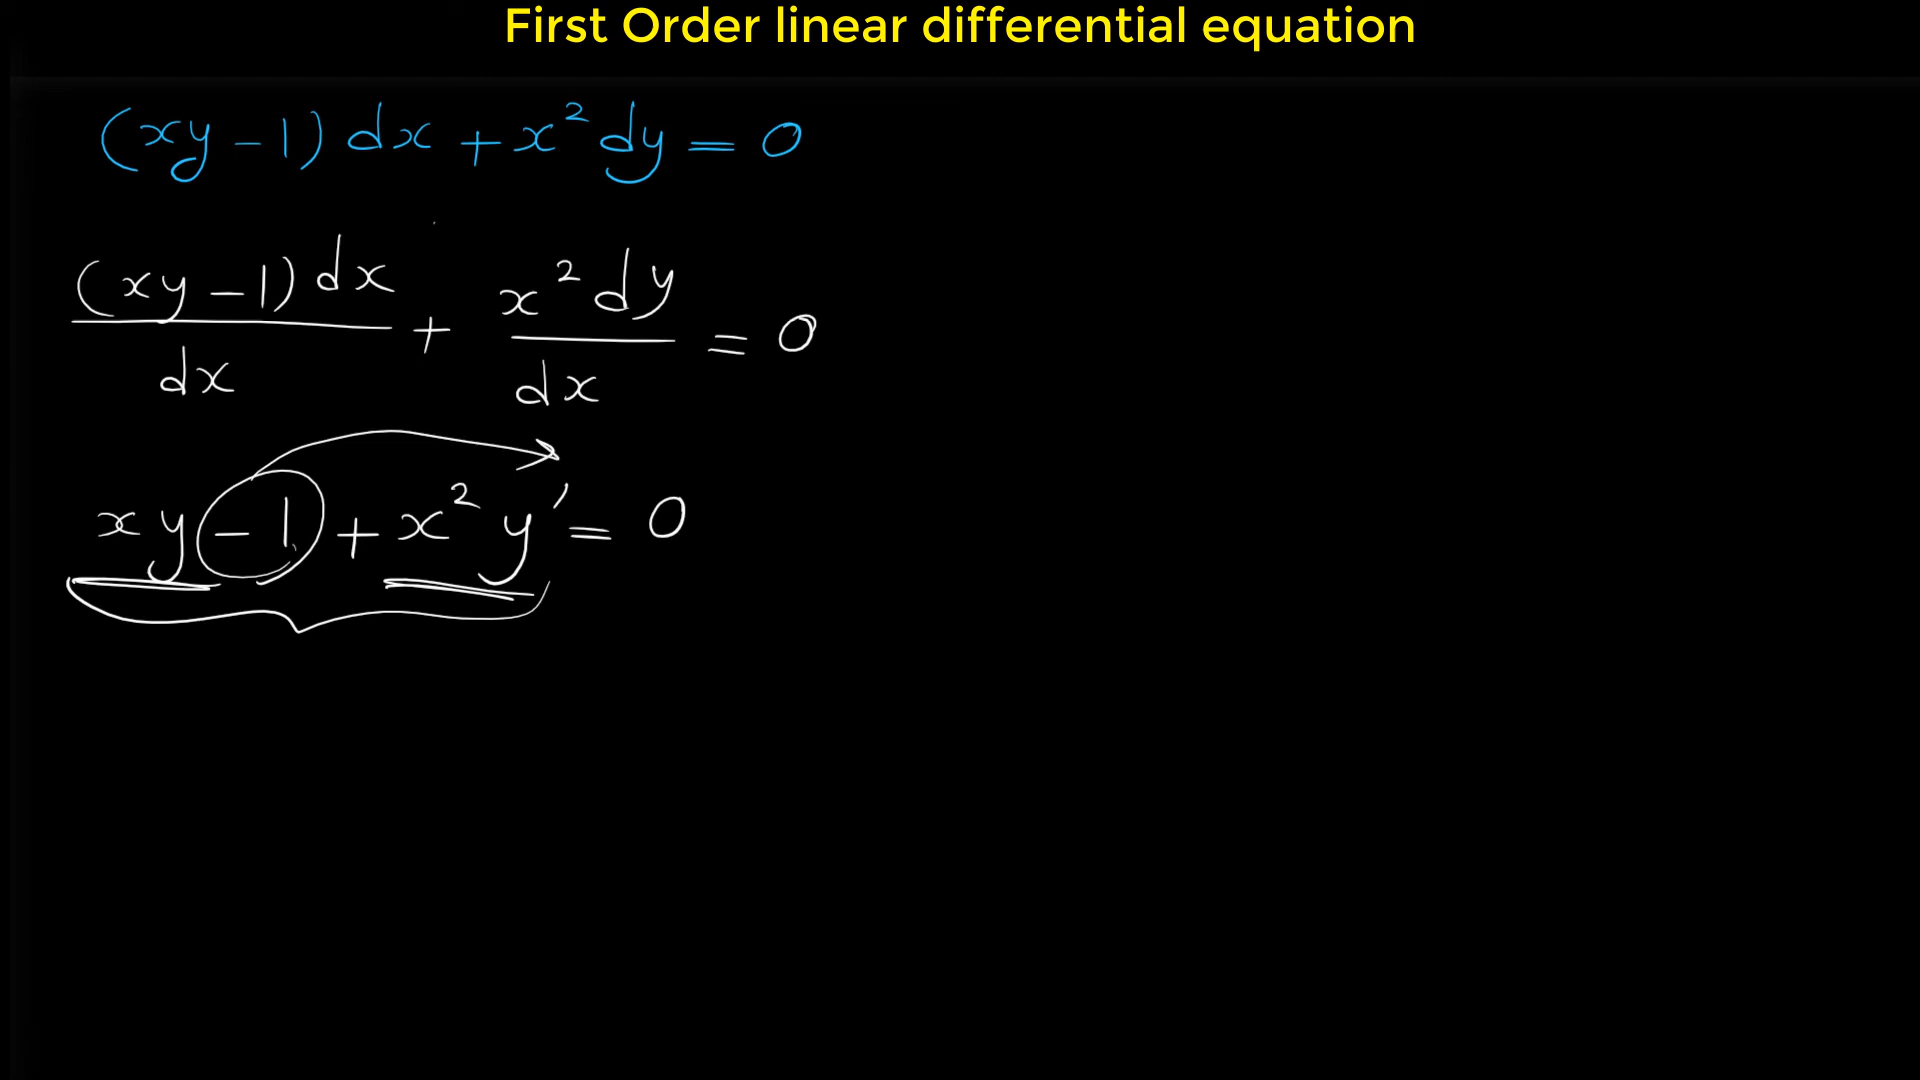 First Order linear differential equation
(xy - 1) dx + x² dy = 0
(xy - 1) dx / dx + x² dy / dx = 0
xy - 1 + x² y' = 0